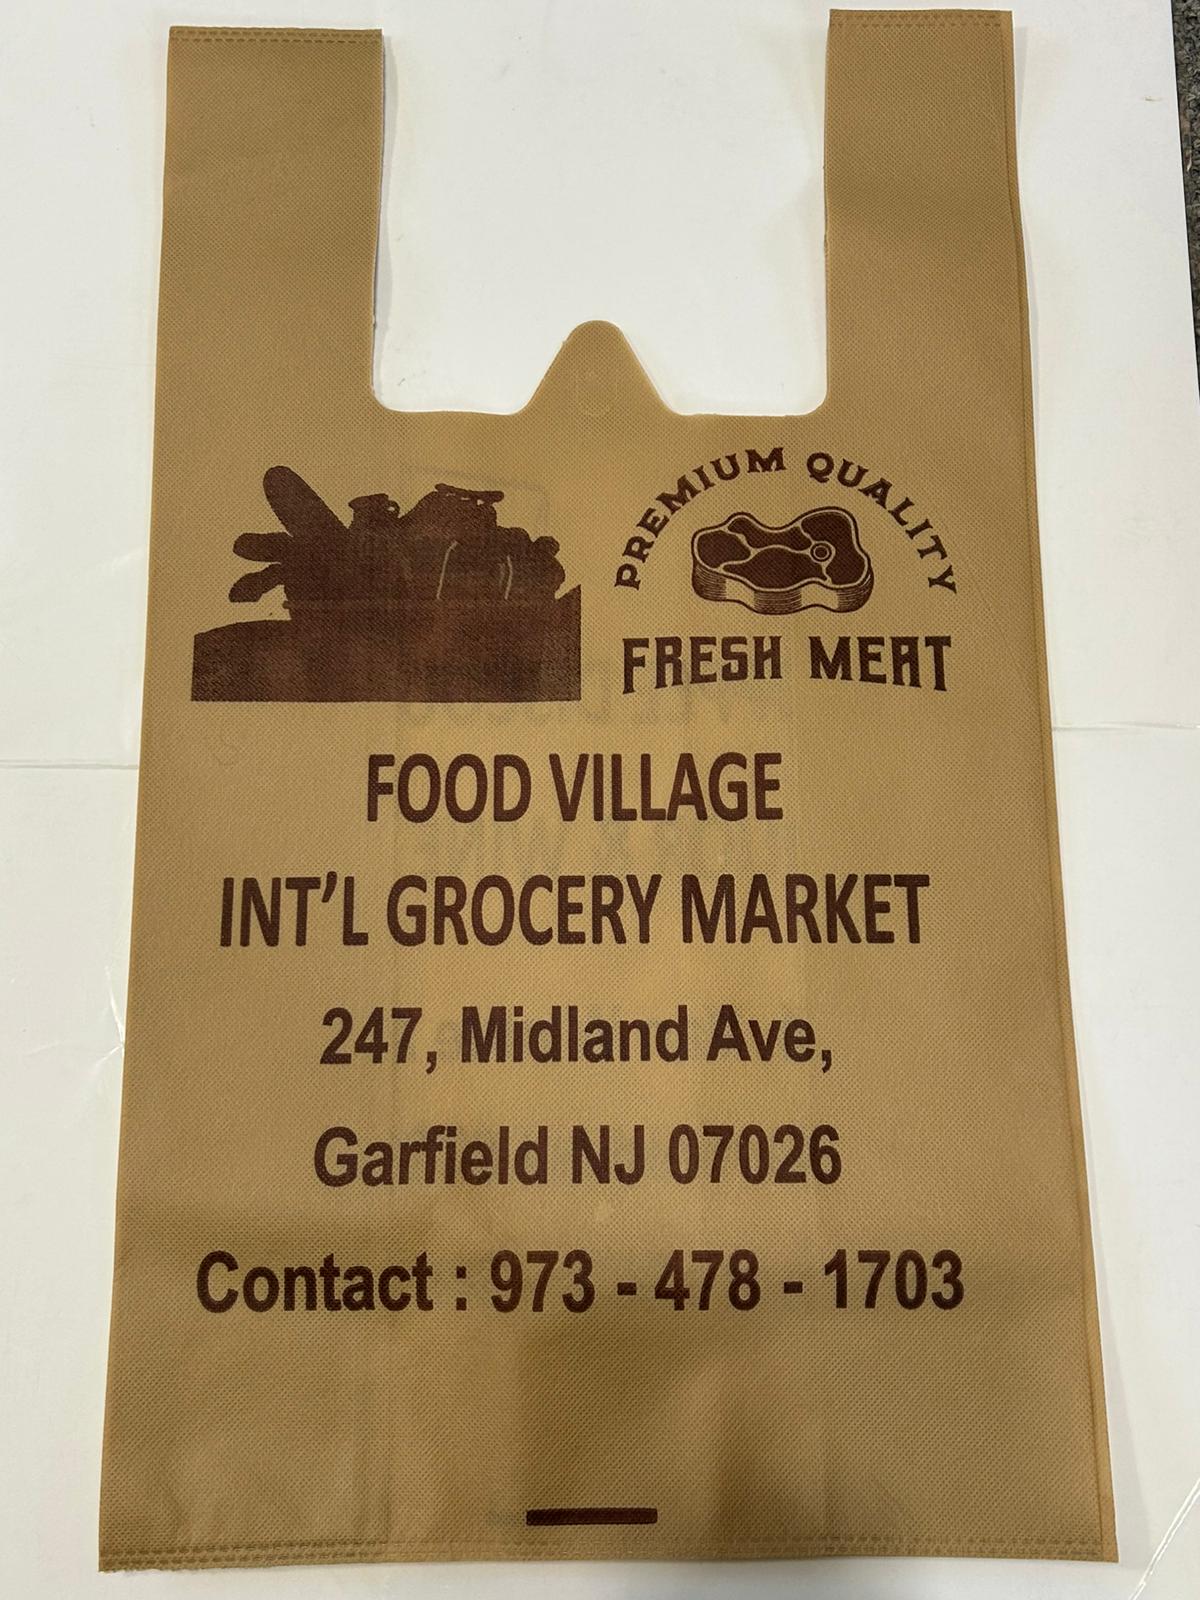 PREMIUM QUALITY
FRESH MEAT
FOOD VILLAGE
INT'L GROCERY MARKET
247, Midland Ave,
Garfield NJ 07026
Contact : 973 - 478 - 1703